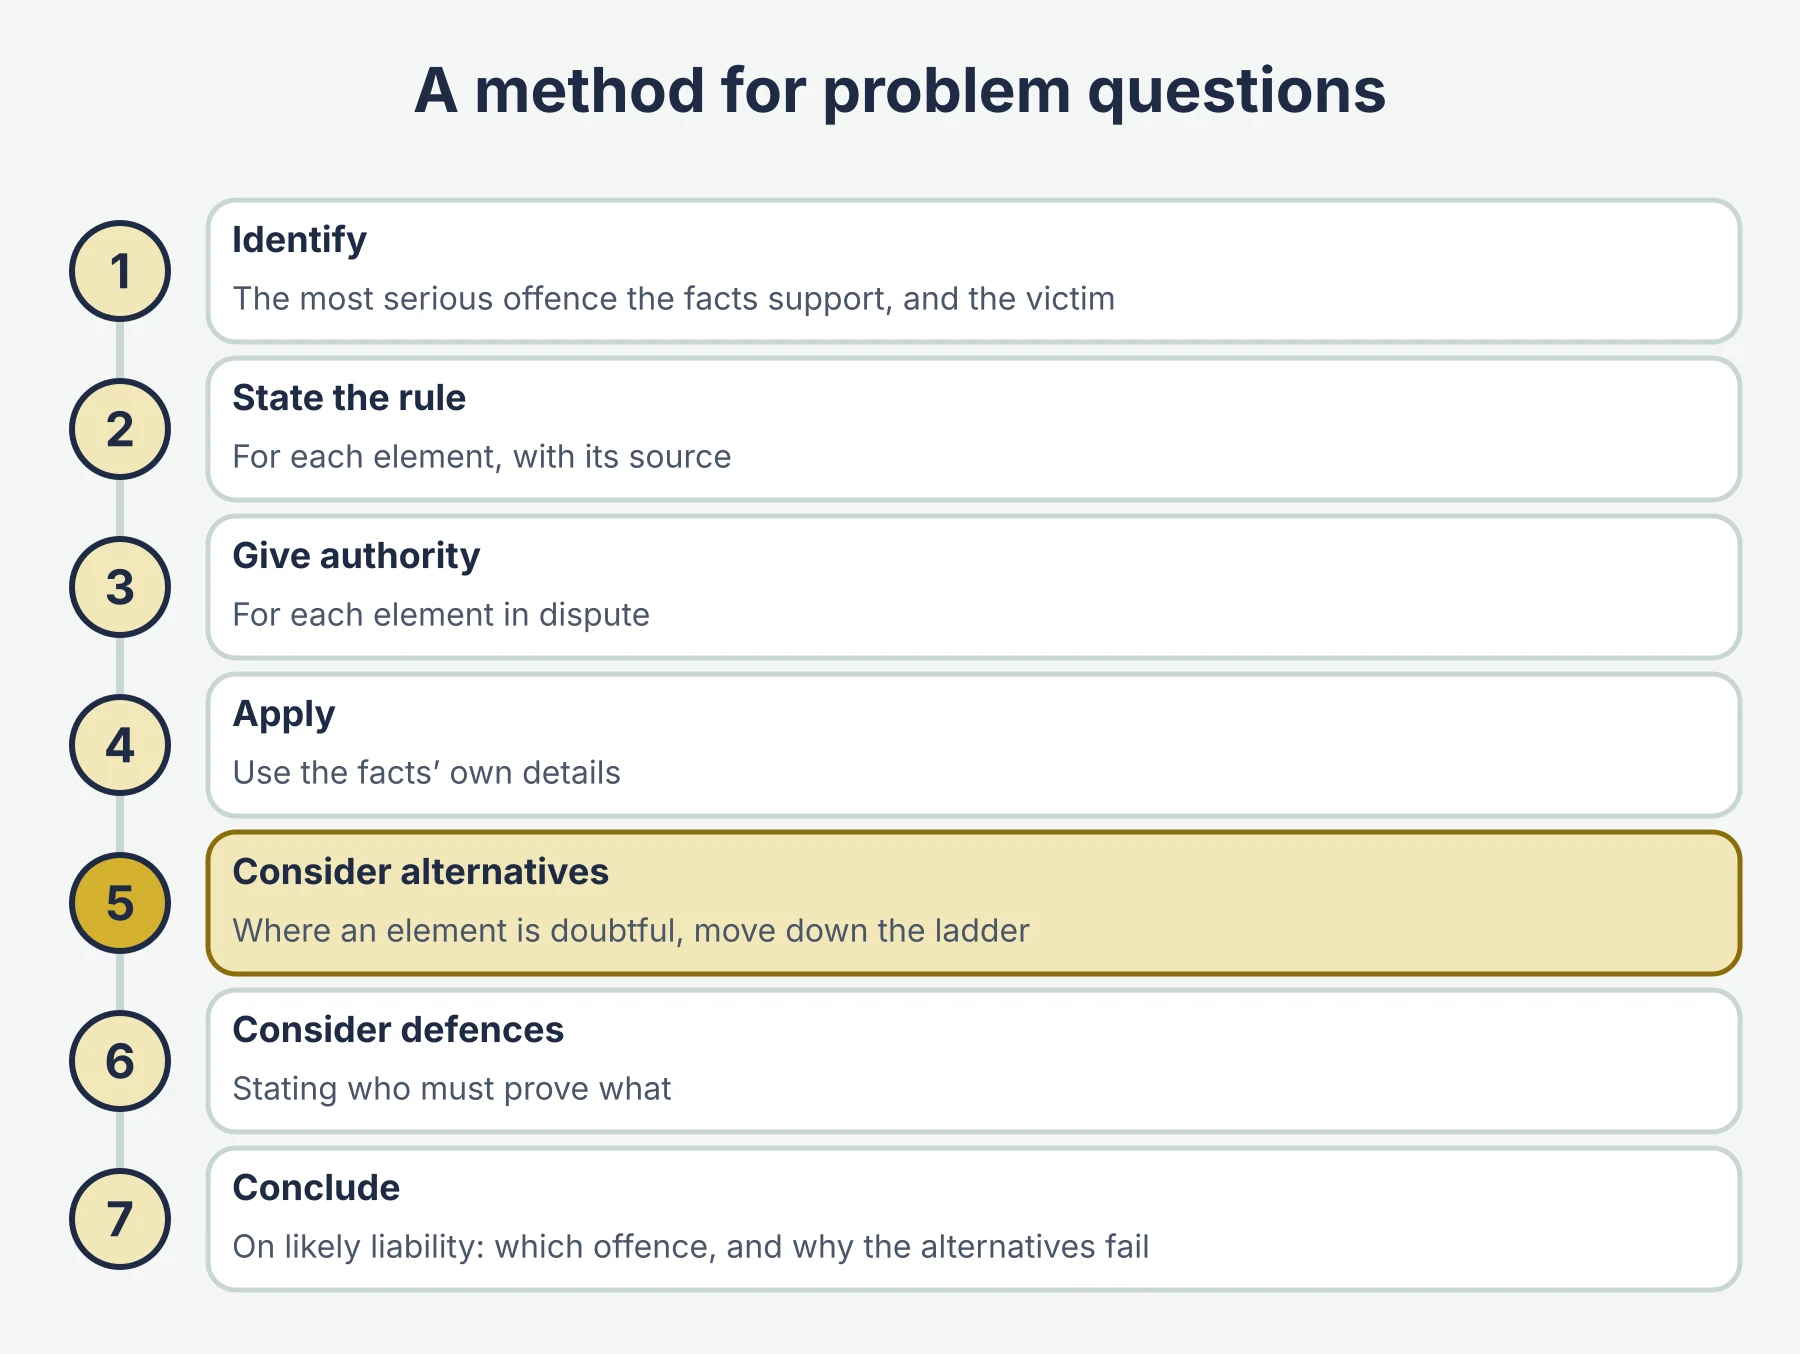 A method for problem questions
1
Identify
The most serious offence the facts support, and the victim
2
State the rule
For each element, with its source
3
Give authority
For each element in dispute
4
Apply
Use the facts’ own details
5
Consider alternatives
Where an element is doubtful, move down the ladder
6
Consider defences
Stating who must prove what
7
Conclude
On likely liability: which offence, and why the alternatives fail